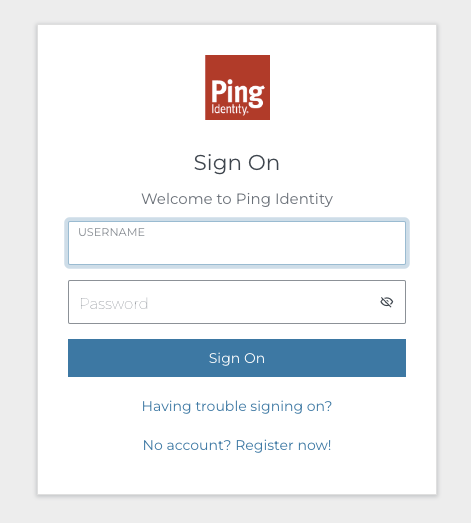 Ping
Identity.
Sign On
Welcome to Ping Identity
USERNAME
Password
Sign On
Having trouble signing on?
No account? Register now!